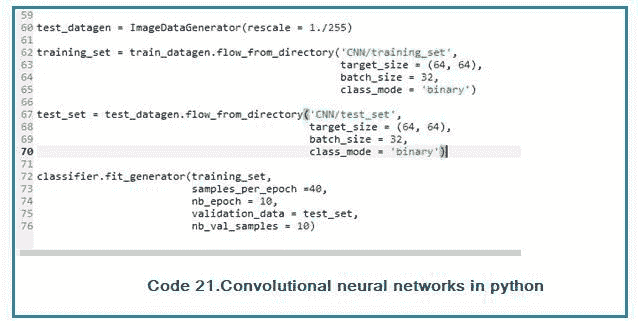 59
60 test_datagen = ImageDataGenerator(rescale = 1./255)
61
62 training_set = train_datagen.flow_from_directory('CNN/training_set',
63 target_size = (64, 64),
64 batch_size = 32,
65 class_mode = 'binary')
66
67 test_set = test_datagen.flow_from_directory('CNN/test_set',
68 target_size = (64, 64),
69 batch_size = 32,
70 class_mode = 'binary')
71
72 classifier.fit_generator(training_set,
73 samples_per_epoch =40,
74 nb_epoch = 10,
75 validation_data = test_set,
76 nb_val_samples = 10)
Code 21.Convolutional neural networks in python